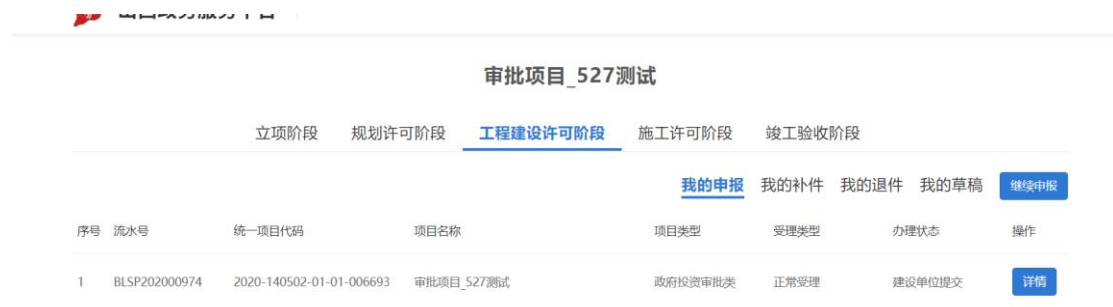 审批项目_527测试
立项阶段 规划许可阶段 工程建设许可阶段 施工许可阶段 竣工验收阶段
我的申报 我的补件 我的退件 我的草稿 继续申报
序号 流水号 统一项目代码 项目名称 项目类型 受理类型 办理状态 操作
1 BLSP202000974 2020-140502-01-01-006693 审批项目_527测试 政府投资审批类 正常受理 建设单位提交 详情